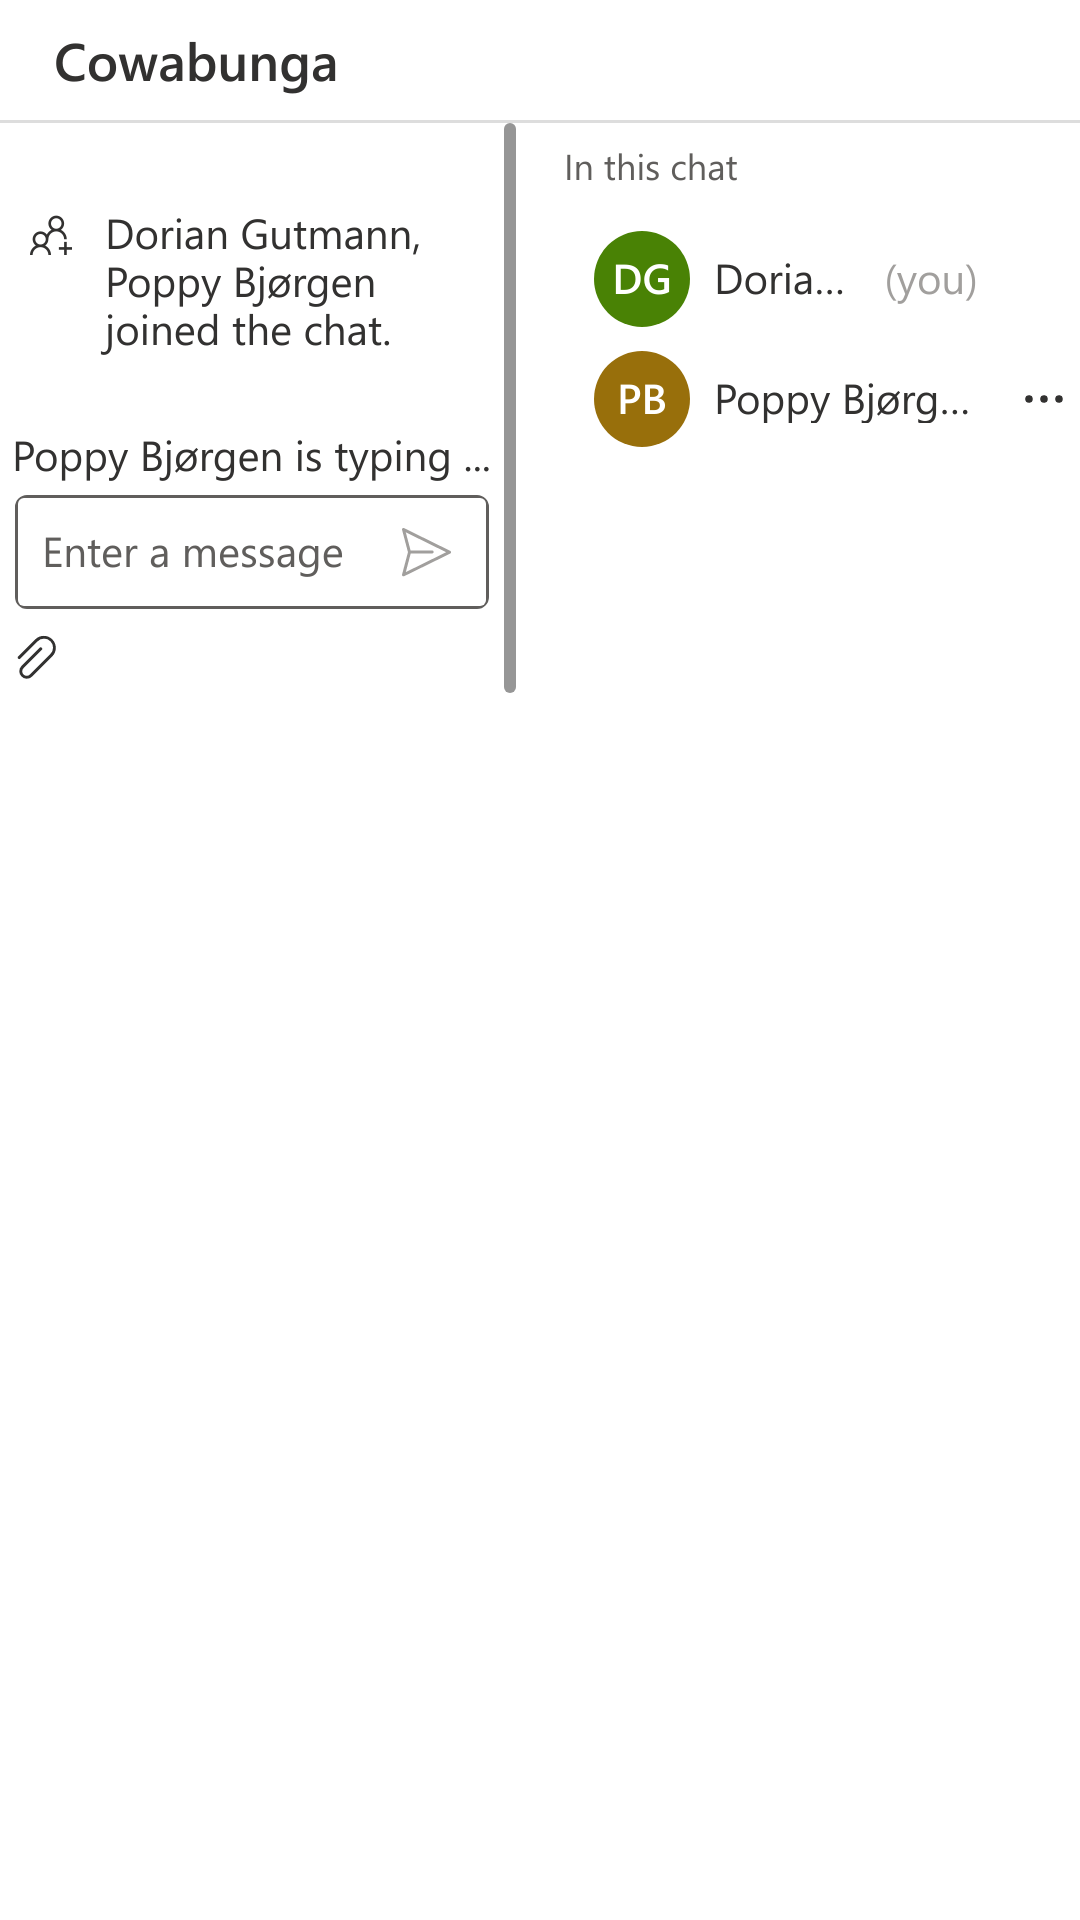 Cowabunga
Dorian Gutmann,
Poppy Bjørgen
joined the chat.
Poppy Bjørgen is typing ...
Enter a message
In this chat
DG Doria... (you)
PB Poppy Bjørg...